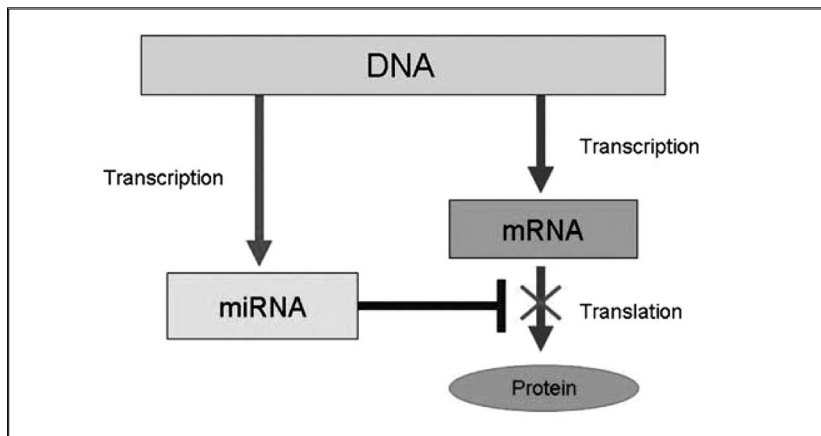 DNA
Transcription
Transcription
mRNA
miRNA
Translation
Protein